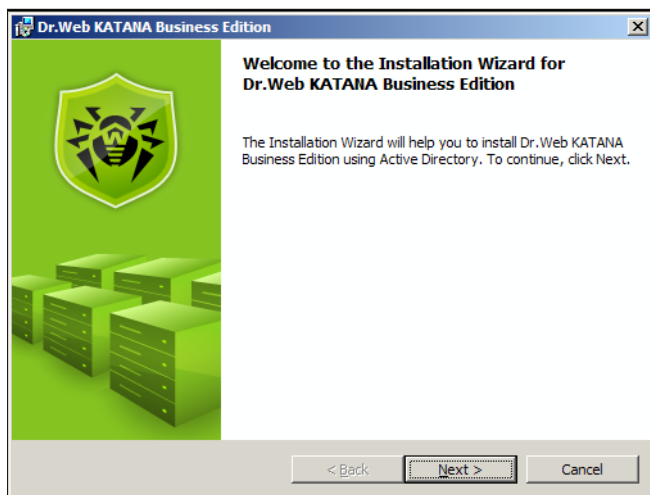 Dr.Web KATANA Business Edition
Welcome to the Installation Wizard for
Dr.Web KATANA Business Edition
The Installation Wizard will help you to install Dr.Web KATANA
Business Edition using Active Directory. To continue, click Next.
< Back
Next >
Cancel